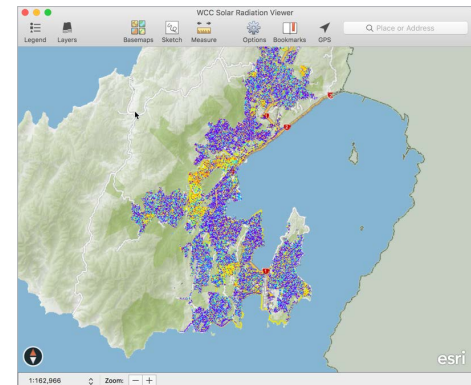 WCC Solar Radiation Viewer
Legend Layers Basemaps Sketch Measure Options Bookmarks GPS Place or Address
esri
1:162,966 Zoom: − +